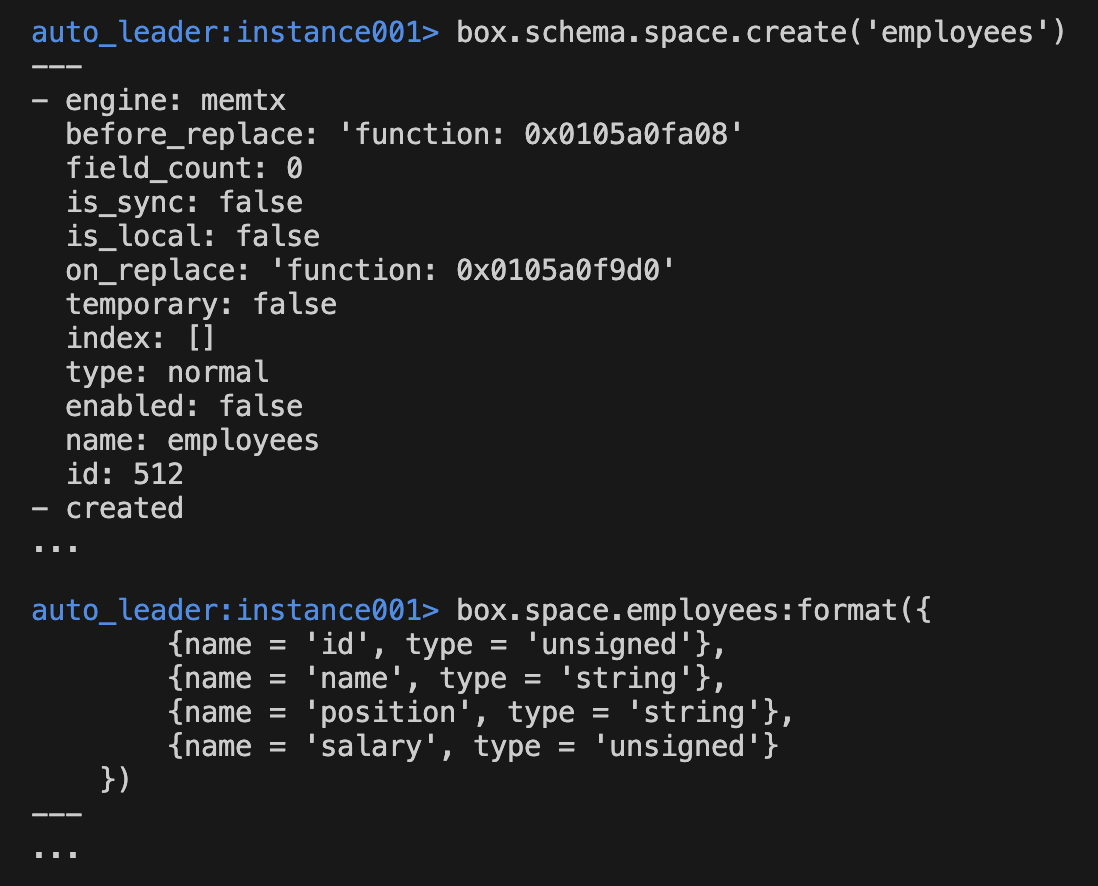 auto_leader:instance001> box.schema.space.create('employees')
---
- engine: memtx
  before_replace: 'function: 0x0105a0fa08'
  field_count: 0
  is_sync: false
  is_local: false
  on_replace: 'function: 0x0105a0f9d0'
  temporary: false
  index: []
  type: normal
  enabled: false
  name: employees
  id: 512
- created
...
auto_leader:instance001> box.space.employees:format({
        {name = 'id', type = 'unsigned'},
        {name = 'name', type = 'string'},
        {name = 'position', type = 'string'},
        {name = 'salary', type = 'unsigned'}
    })
---
...